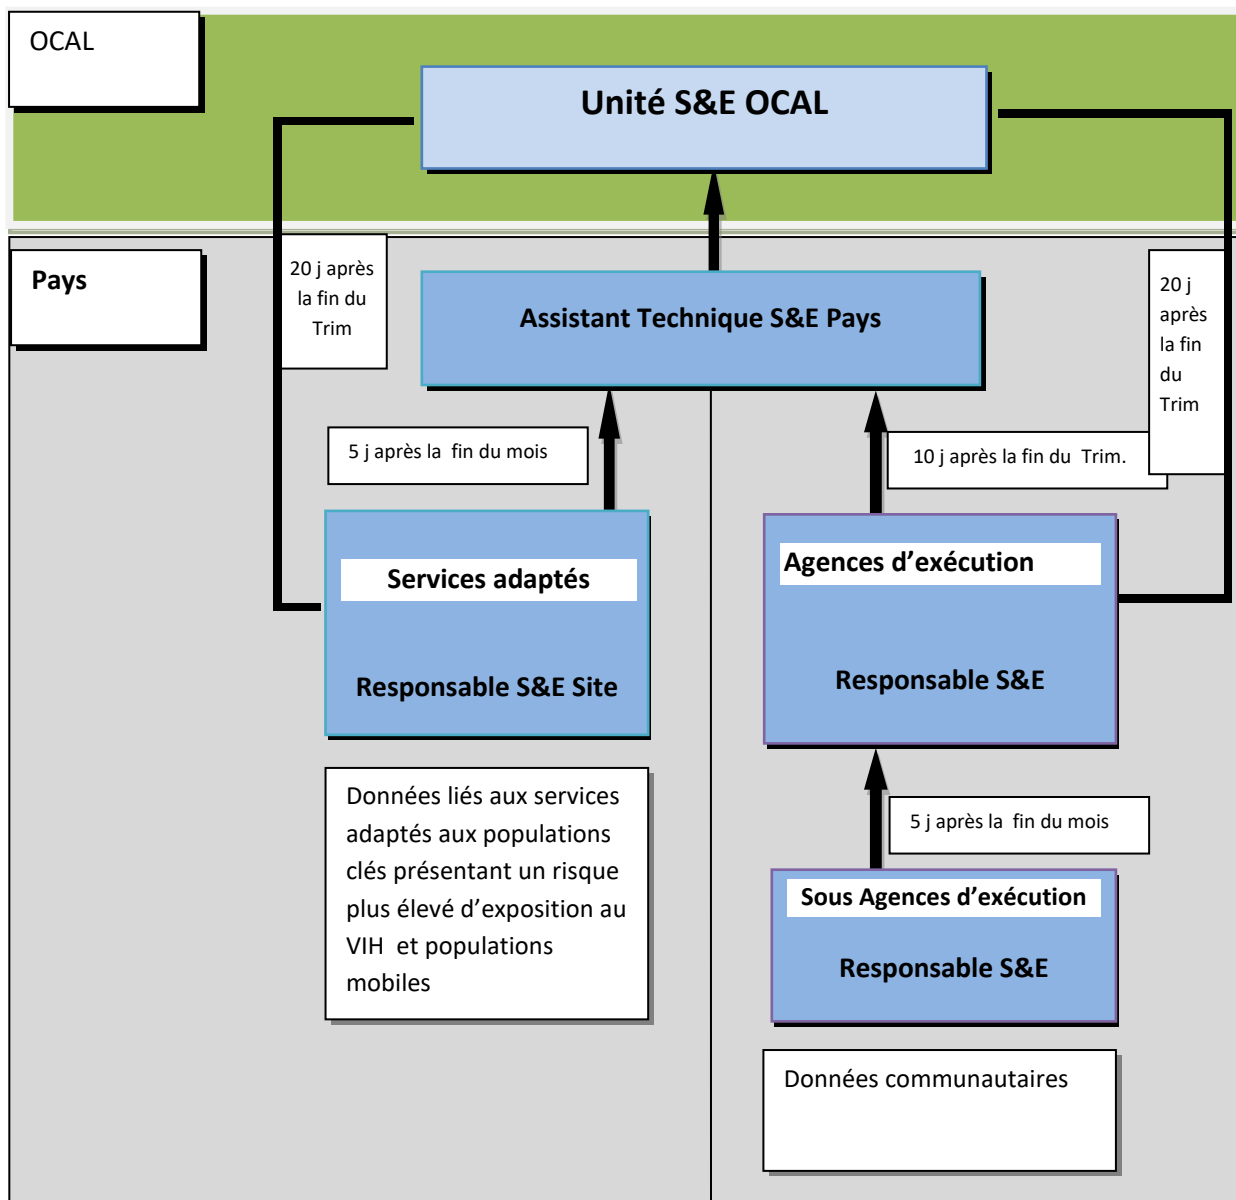 OCAL
Unité S&E OCAL
Pays
20 j après
la fin du
Trim
Assistant Technique S&E Pays
20 j
après
la fin
du
Trim
5 j après la  fin du mois
10 j après la fin du  Trim.
Services adaptés
Responsable S&E Site
Agences d’exécution
Responsable S&E
Données liés aux services
adaptés aux populations
clés présentant un risque
plus élevé d’exposition au
VIH  et populations
mobiles
5 j après la  fin du mois
Sous Agences d’exécution
Responsable S&E
Données communautaires